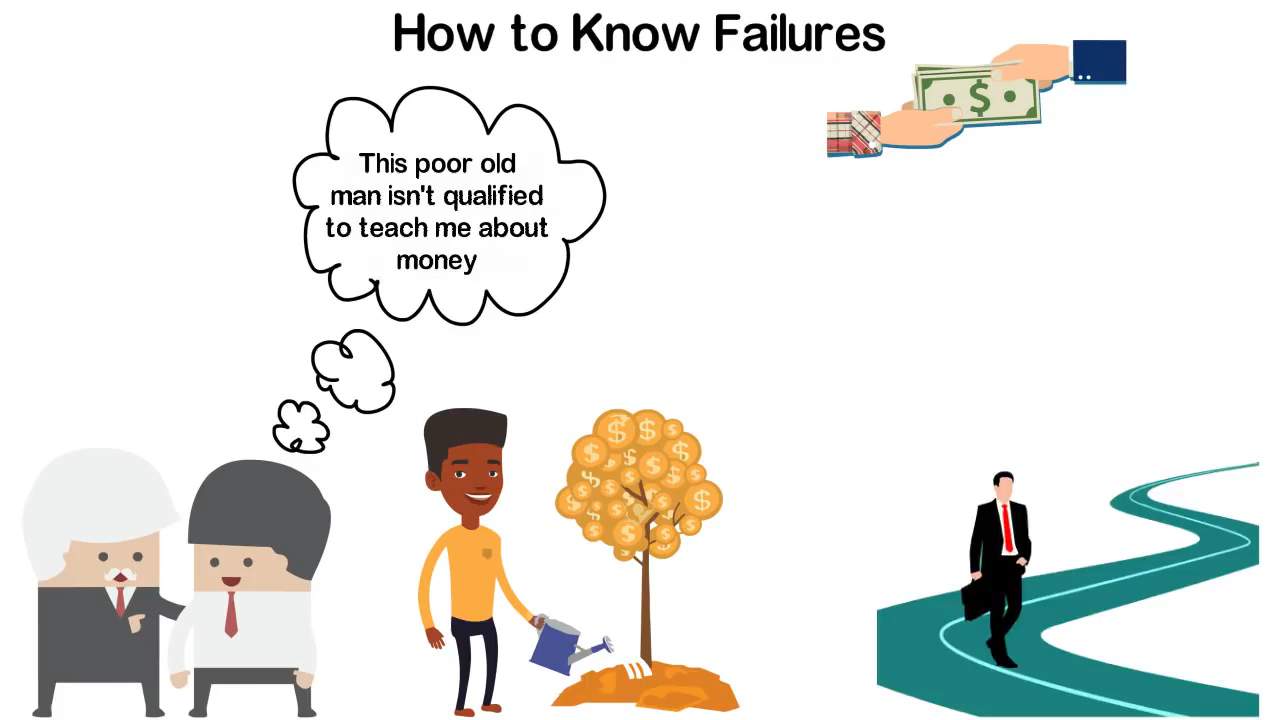 How to Know Failures
This poor old
man isn't qualified
to teach me about
money